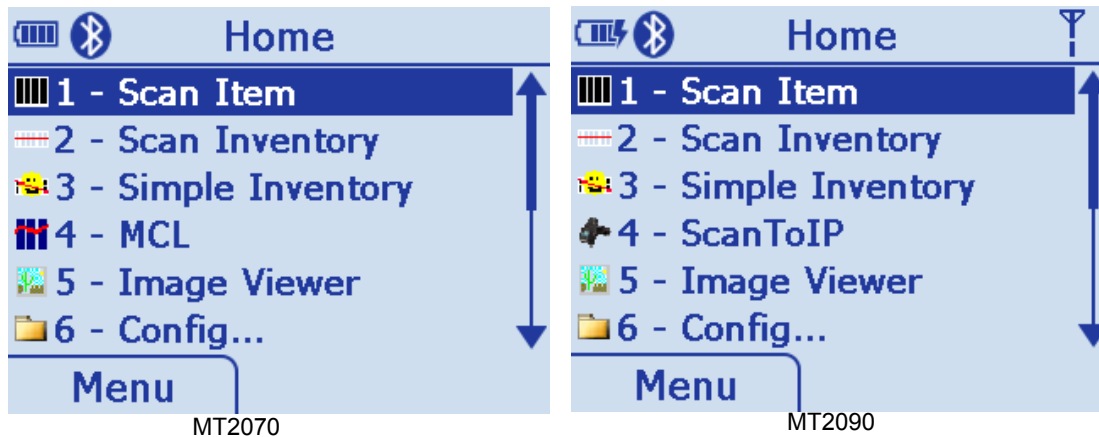 Home
1 - Scan Item
2 - Scan Inventory
3 - Simple Inventory
4 - MCL
5 - Image Viewer
6 - Config...
Menu
MT2070
Home
1 - Scan Item
2 - Scan Inventory
3 - Simple Inventory
4 - ScanToIP
5 - Image Viewer
6 - Config...
Menu
MT2090